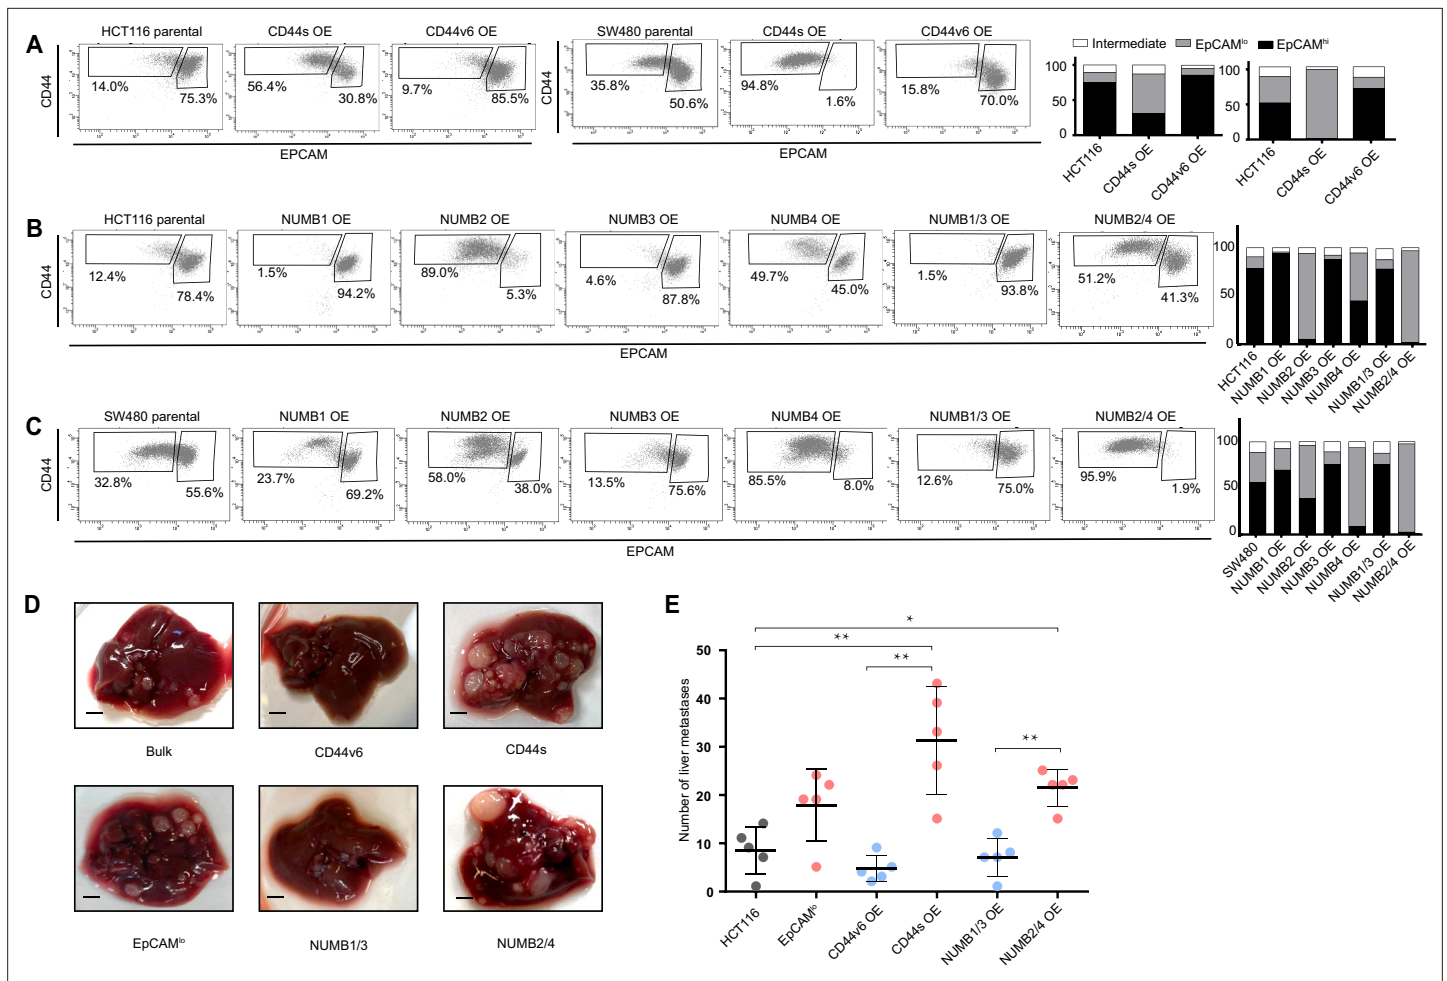 A
HCT116 parental
CD44s OE
CD44v6 OE
SW480 parental
CD44s OE
CD44v6 OE
Intermediate
EpCAMlo
EpCAMhi
CD44
14.0%
75.3%
56.4%
30.8%
9.7%
85.5%
CD44
35.8%
50.6%
94.8%
1.6%
15.8%
70.0%
EPCAM
EPCAM
100
50
0
HCT116
CD44s OE
CD44v6 OE
100
50
0
HCT116
CD44s OE
CD44v6 OE
B
HCT116 parental
NUMB1 OE
NUMB2 OE
NUMB3 OE
NUMB4 OE
NUMB1/3 OE
NUMB2/4 OE
CD44
12.4%
78.4%
1.5%
94.2%
89.0%
5.3%
4.6%
87.8%
49.7%
45.0%
1.5%
93.8%
51.2%
41.3%
EPCAM
100
50
0
HCT116
NUMB1 OE
NUMB2 OE
NUMB3 OE
NUMB4 OE
NUMB1/3 OE
NUMB2/4 OE
C
SW480 parental
NUMB1 OE
NUMB2 OE
NUMB3 OE
NUMB4 OE
NUMB1/3 OE
NUMB2/4 OE
CD44
32.8%
55.6%
23.7%
69.2%
58.0%
38.0%
13.5%
75.6%
85.5%
8.0%
12.6%
75.0%
95.9%
1.9%
EPCAM
100
50
0
SW480
NUMB1 OE
NUMB2 OE
NUMB3 OE
NUMB4 OE
NUMB1/3 OE
NUMB2/4 OE
D
Bulk
CD44v6
CD44s
EpCAMlo
NUMB1/3
NUMB2/4
E
Number of liver metastases
50
40
30
20
10
0
*
**
**
**
HCT116
EpCAMlo
CD44v6 OE
CD44s OE
NUMB1/3 OE
NUMB2/4 OE